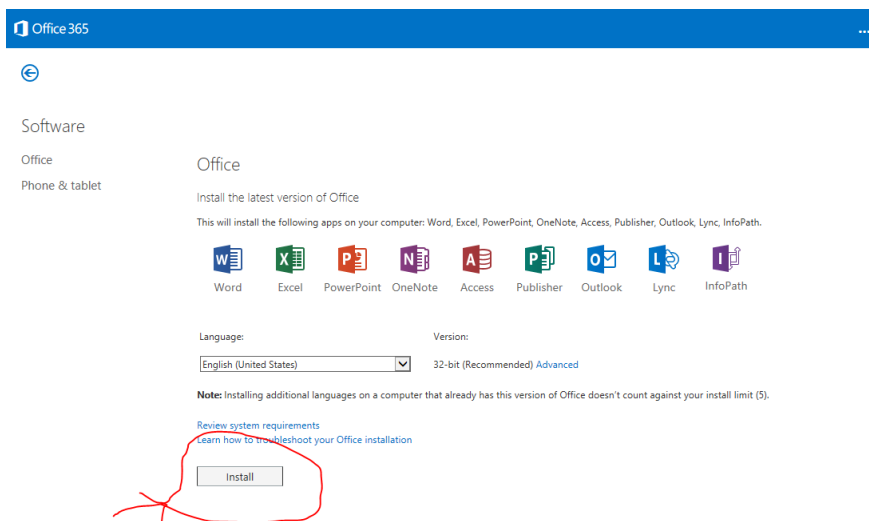 Office 365
...
Software
Office
Phone & tablet
Office
Install the latest version of Office
This will install the following apps on your computer: Word, Excel, PowerPoint, OneNote, Access, Publisher, Outlook, Lync, InfoPath.
Word Excel PowerPoint OneNote Access Publisher Outlook Lync InfoPath
Language: Version:
English (United States) 32-bit (Recommended) Advanced
Note: Installing additional languages on a computer that already has this version of Office doesn't count against your install limit (5).
Review system requirements
Learn how to troubleshoot your Office installation
Install